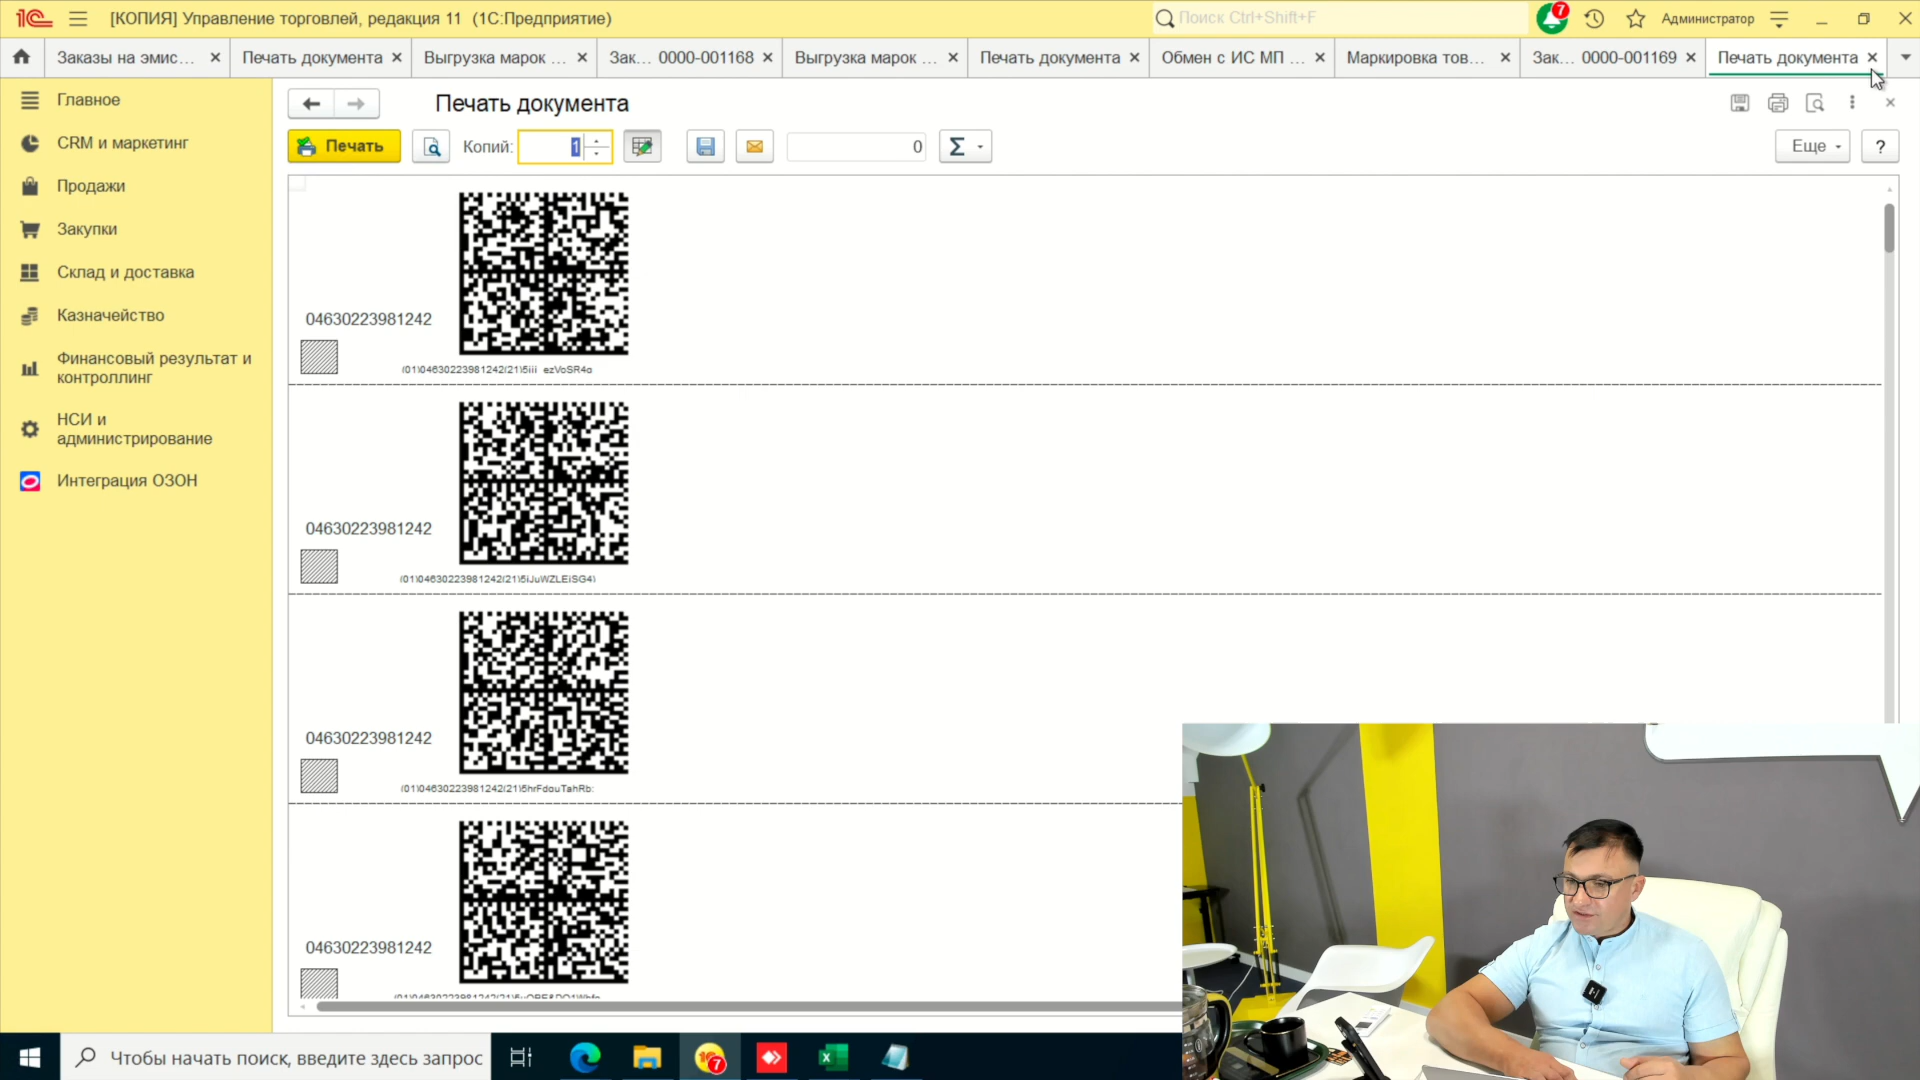 [КОПИЯ] Управление торговлей, редакция 11 (1С:Предприятие)
Поиск Ctrl+Shift+F
7
Администратор
Заказы на эмис...
Печать документа
Выгрузка марок ...
Зак... 0000-001168
Выгрузка марок ...
Печать документа
Обмен с ИС МП ...
Маркировка тов...
Зак... 0000-001169
Печать документа
Главное
CRM и маркетинг
Продажи
Закупки
Склад и доставка
Казначейство
Финансовый результат и
контроллинг
НСИ и
администрирование
Интеграция ОЗОН
Печать документа
Печать
Копий:
1
0
Σ
Еще
?
04630223981242
04630223981242
(01)04630223981242(21)5iJuWZLEiSG4)
04630223981242
04630223981242
Чтобы начать поиск, введите здесь запрос
7